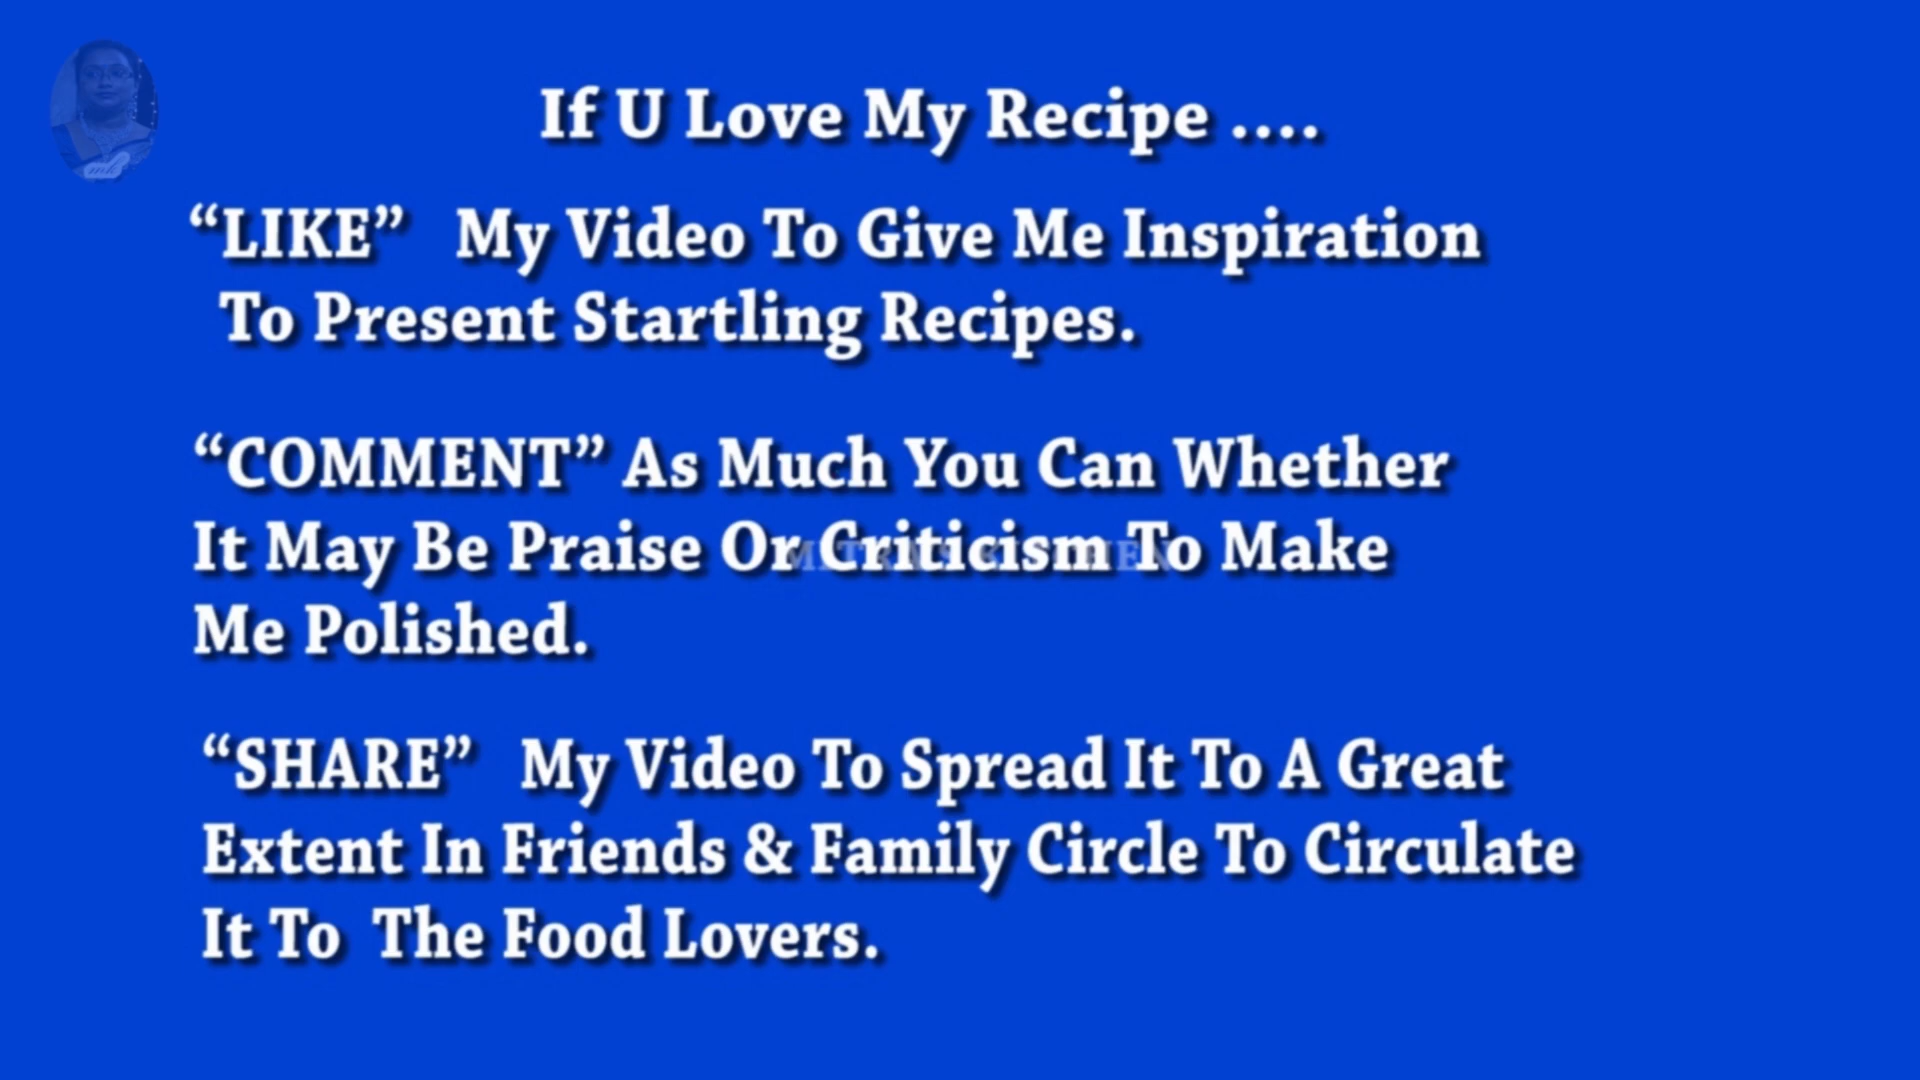 If U Love My Recipe ....
“LIKE” My Video To Give Me Inspiration
To Present Startling Recipes.
“COMMENT” As Much You Can Whether
It May Be Praise Or Criticism To Make
Me Polished.
“SHARE” My Video To Spread It To A Great
Extent In Friends & Family Circle To Circulate
It To The Food Lovers.
mk